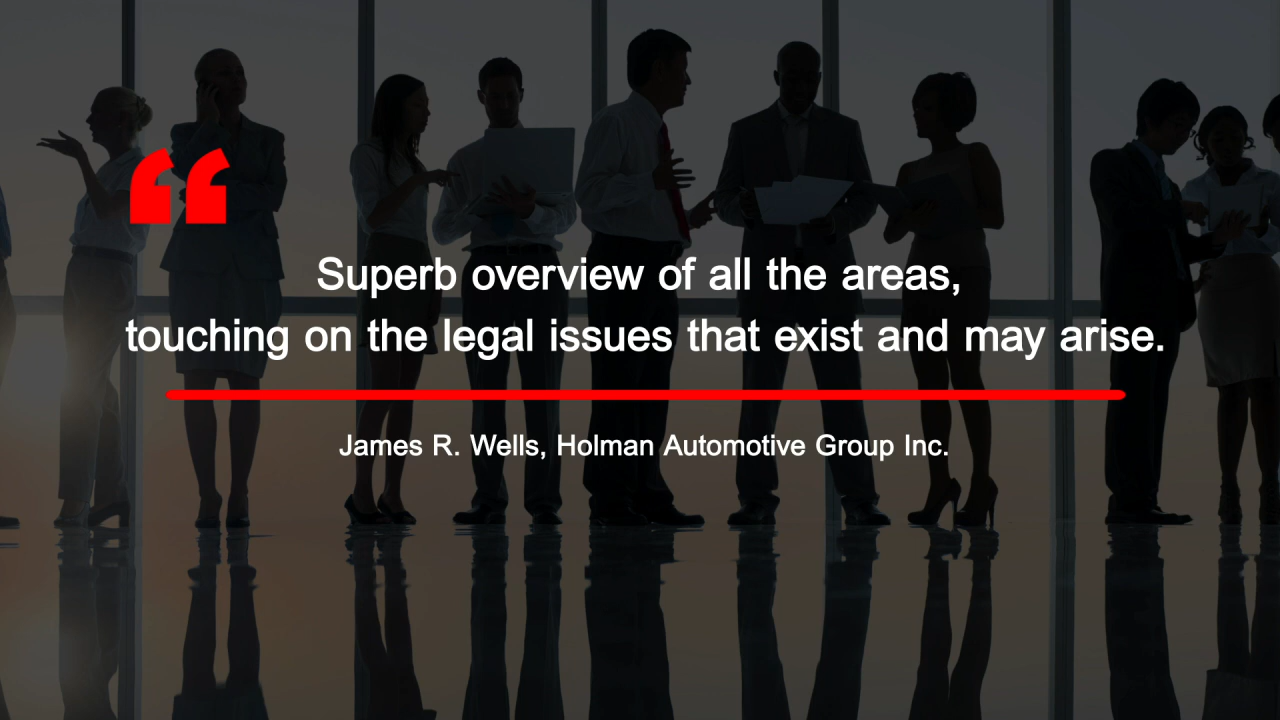 “
Superb overview of all the areas,
touching on the legal issues that exist and may arise.
James R. Wells, Holman Automotive Group Inc.